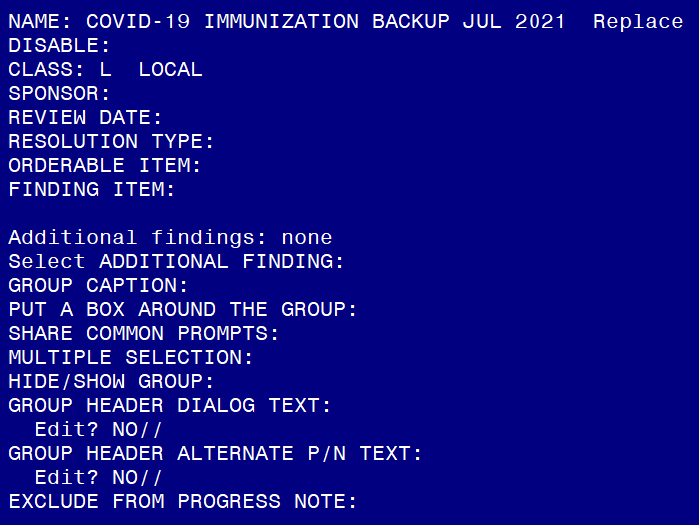 NAME: COVID-19 IMMUNIZATION BACKUP JUL 2021  Replace
DISABLE:
CLASS: L  LOCAL
SPONSOR:
REVIEW DATE:
RESOLUTION TYPE:
ORDERABLE ITEM:
FINDING ITEM:

Additional findings: none
Select ADDITIONAL FINDING:
GROUP CAPTION:
PUT A BOX AROUND THE GROUP:
SHARE COMMON PROMPTS:
MULTIPLE SELECTION:
HIDE/SHOW GROUP:
GROUP HEADER DIALOG TEXT:
  Edit? NO//
GROUP HEADER ALTERNATE P/N TEXT:
  Edit? NO//
EXCLUDE FROM PROGRESS NOTE: